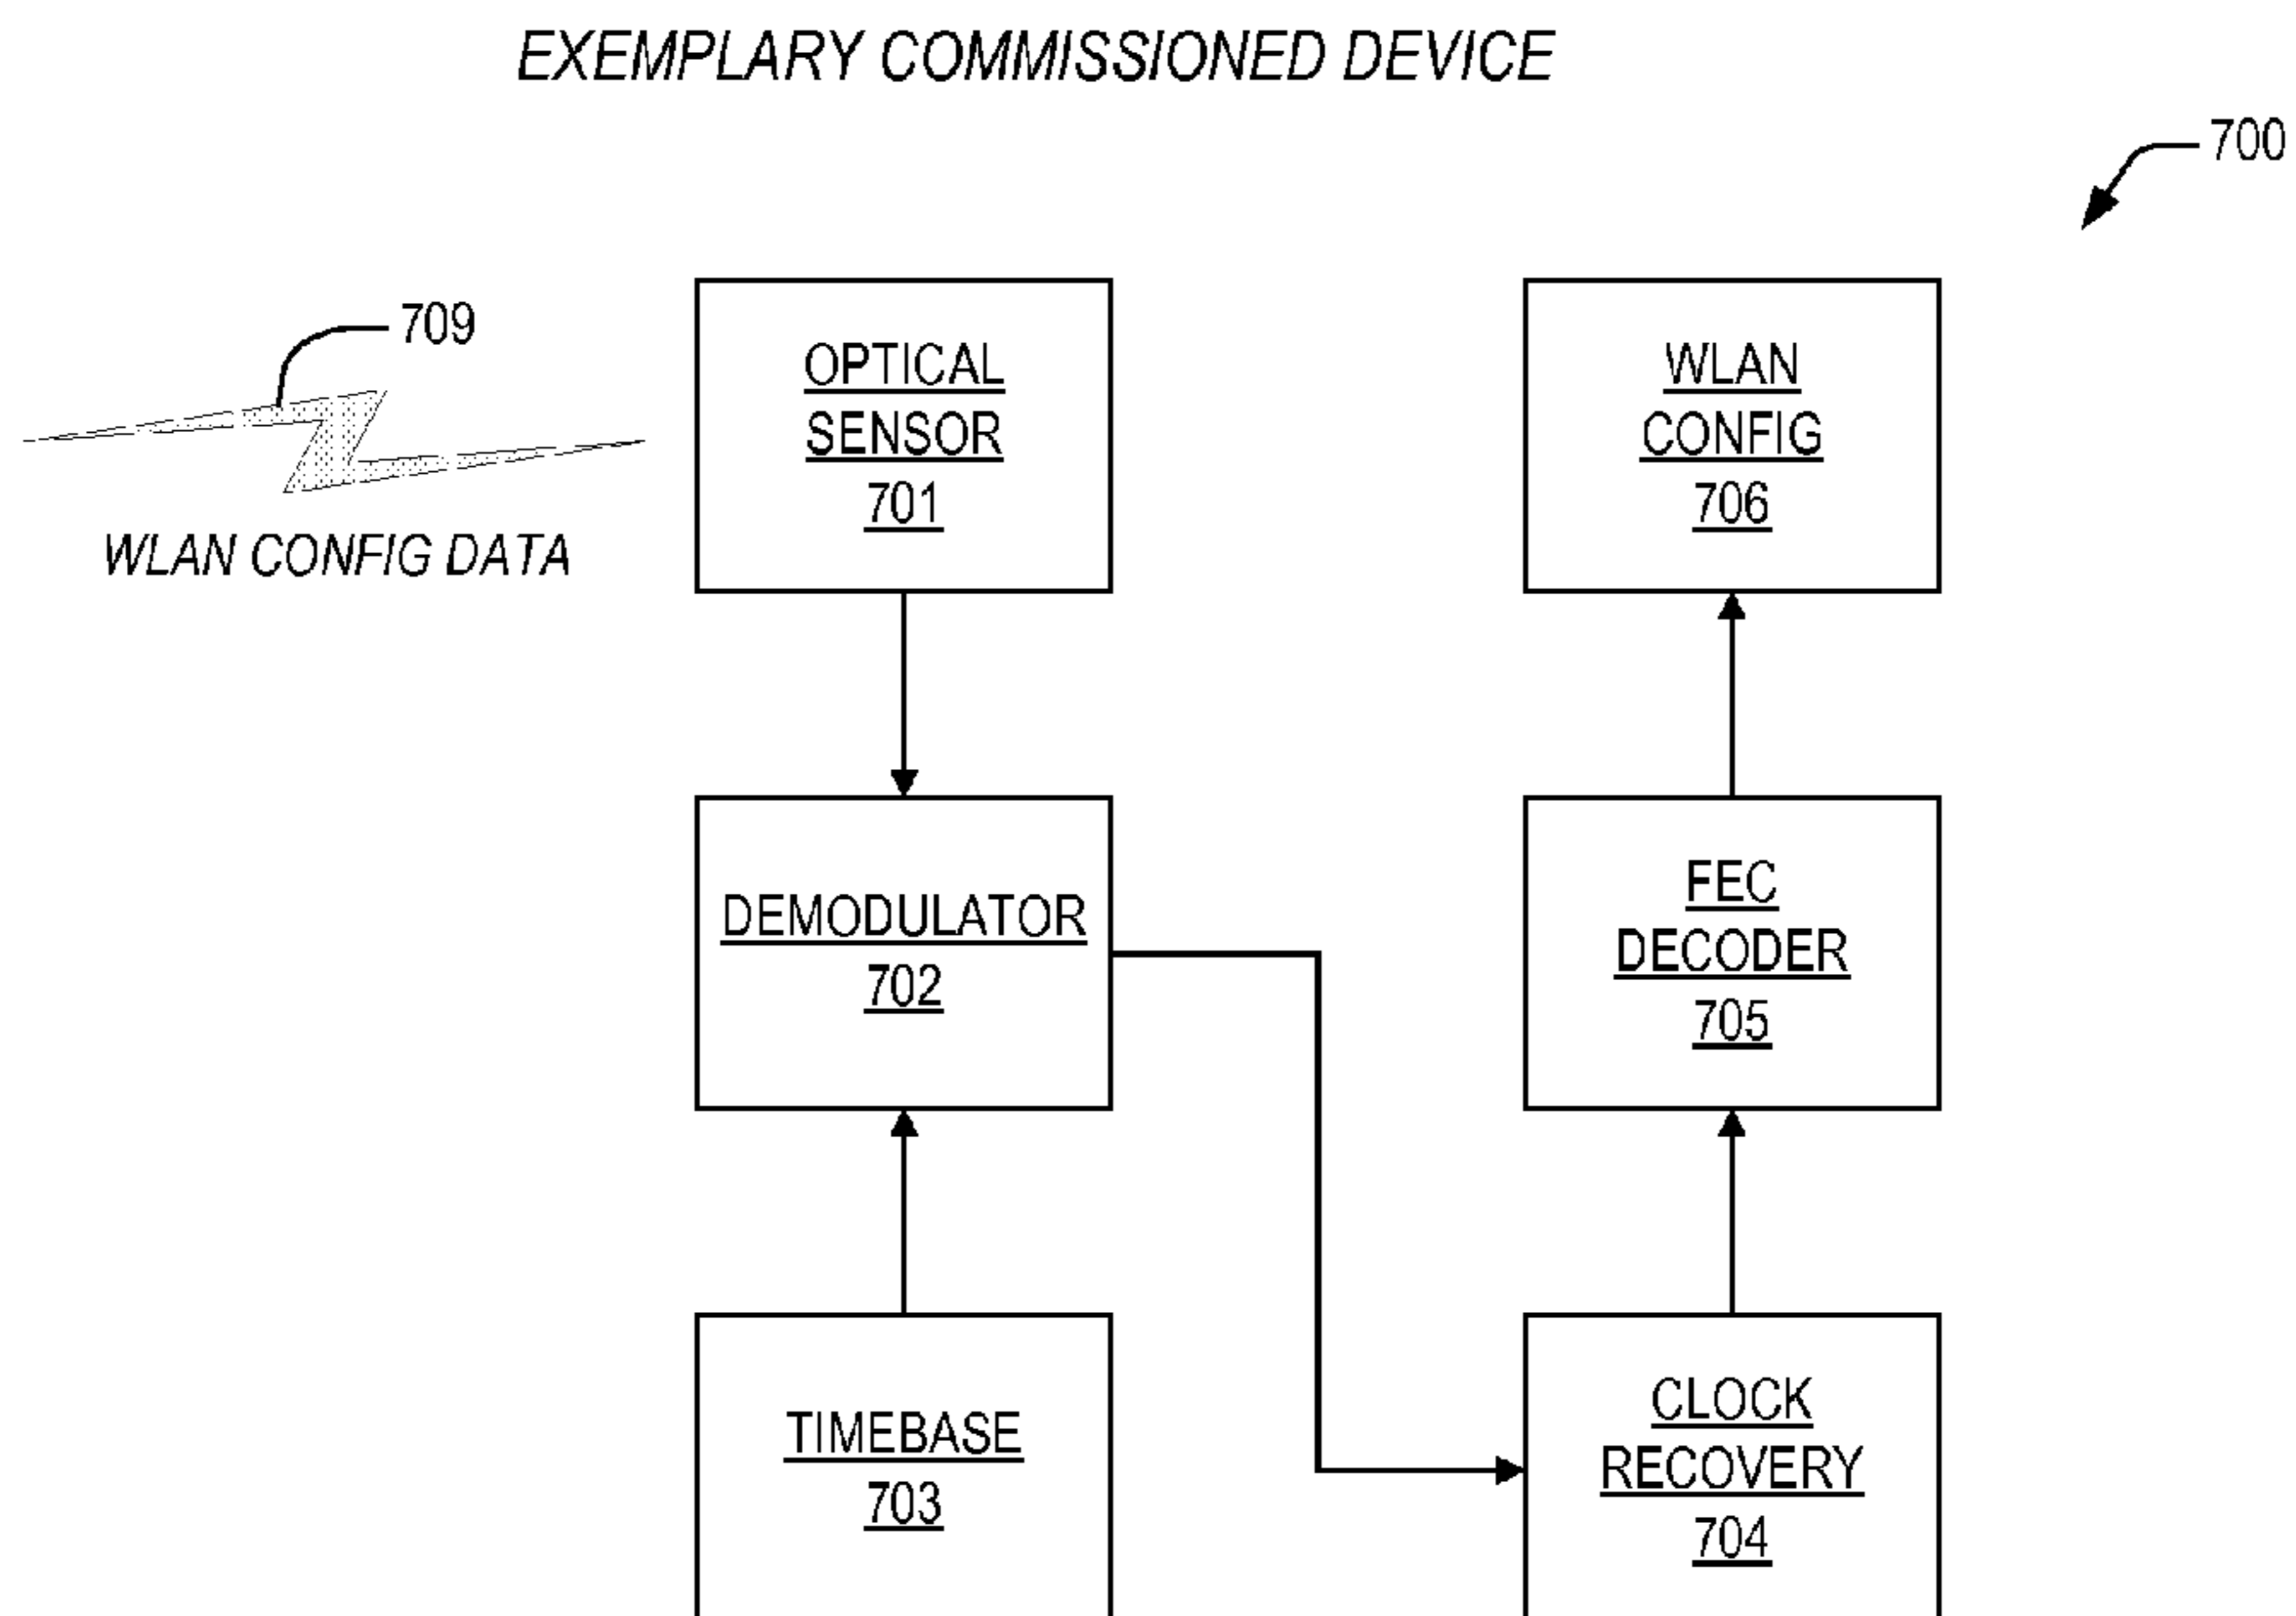 EXEMPLARY COMMISSIONED DEVICE
700
709
WLAN CONFIG DATA
OPTICAL
SENSOR
701
WLAN
CONFIG
706
DEMODULATOR
702
FEC
DECODER
705
TIMEBASE
703
CLOCK
RECOVERY
704